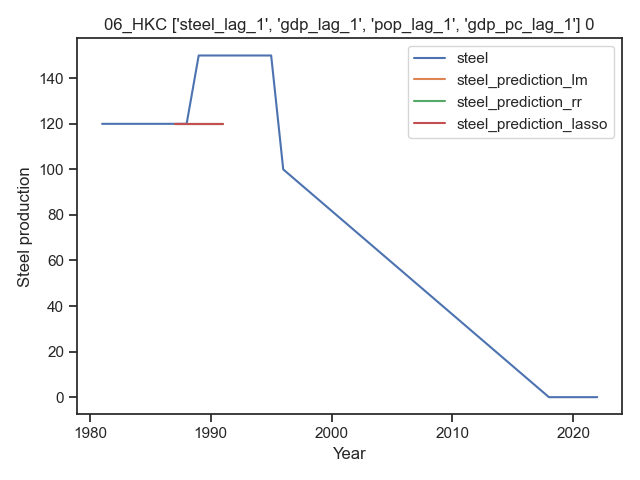 06_HKC ['steel_lag_1', 'gdp_lag_1', 'pop_lag_1', 'gdp_pc_lag_1'] 0
steel
steel_prediction_lm
steel_prediction_rr
steel_prediction_lasso
Steel production
140
120
100
80
60
40
20
0
1980 1990 2000 2010 2020
Year